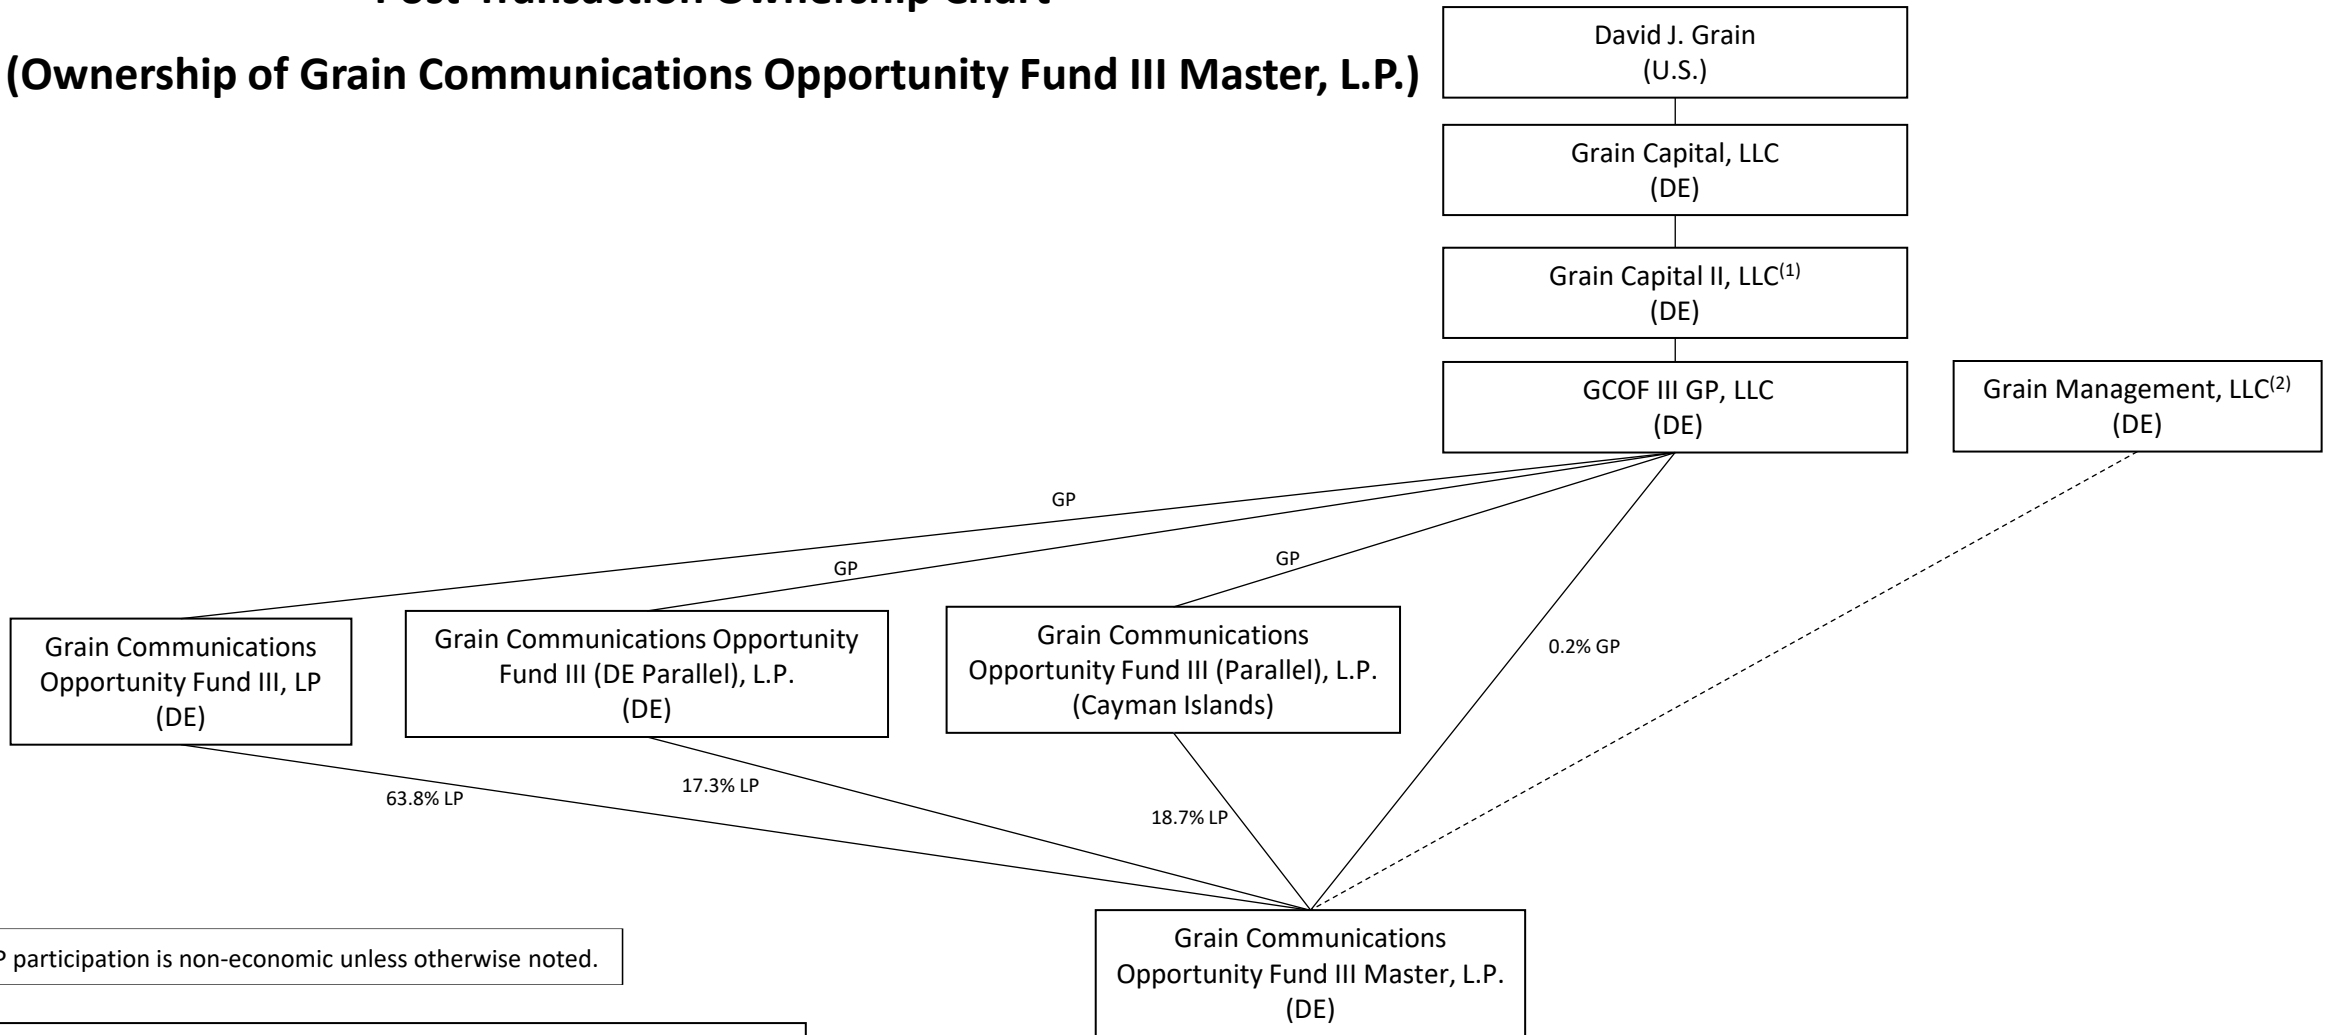 Post-Transaction Ownership Chart
(Ownership of Grain Communications Opportunity Fund III Master, L.P.)
David J. Grain
(U.S.)
Grain Capital, LLC
(DE)
Grain Capital II, LLC(1)
(DE)
GCOF III GP, LLC
(DE)
Grain Management, LLC(2)
(DE)
GP
GP
GP
0.2% GP
Grain Communications
Opportunity Fund III, LP
(DE)
Grain Communications Opportunity
Fund III (DE Parallel), L.P.
(DE)
Grain Communications
Opportunity Fund III (Parallel), L.P.
(Cayman Islands)
63.8% LP
17.3% LP
18.7% LP
P participation is non-economic unless otherwise noted.
Grain Communications
Opportunity Fund III Master, L.P.
(DE)